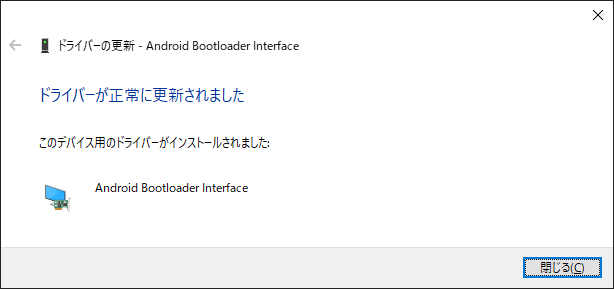 ドライバーの更新 - Android Bootloader Interface
ドライバーが正常に更新されました
このデバイス用のドライバーがインストールされました:
Android Bootloader Interface
閉じる(C)